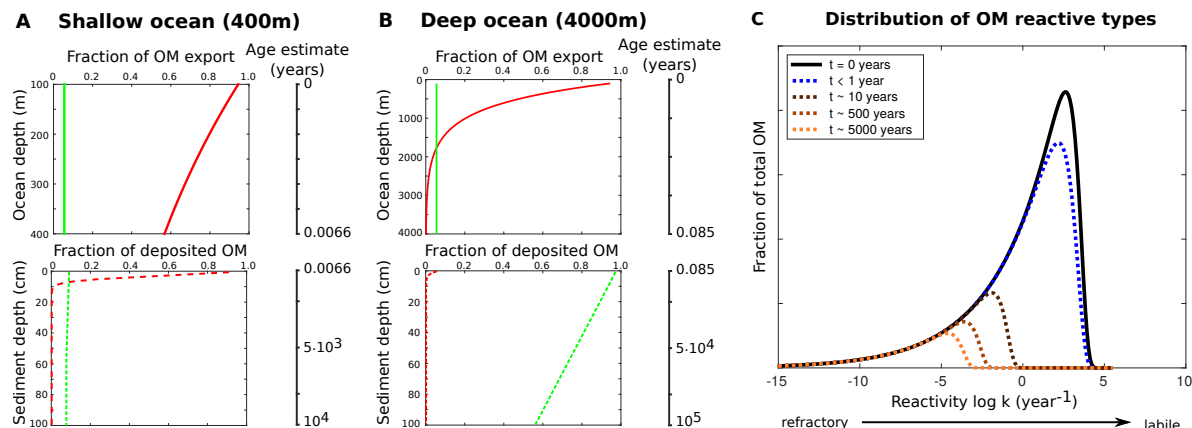 A Shallow ocean (400m)
Fraction of OM export
Age estimate
(years)
0 0.2 0.4 0.6 0.8 1.0
100
200
300
400
Ocean depth (m)
0
0.0066
Fraction of deposited OM
0 0.2 0.4 0.6 0.8 1.0
0
20
40
60
80
100
Sediment depth (cm)
0.0066
5·10³
10⁴
B Deep ocean (4000m)
Fraction of OM export
Age estimate
(years)
0 0.2 0.4 0.6 0.8 1.0
100
1000
2000
3000
4000
Ocean depth (m)
0
0.085
Fraction of deposited OM
0 0.2 0.4 0.6 0.8 1.0
0
20
40
60
80
100
Sediment depth (cm)
0.085
5·10⁴
10⁵
C Distribution of OM reactive types
t = 0 years
t < 1 year
t ~ 10 years
t ~ 500 years
t ~ 5000 years
Fraction of total OM
-15 -10 -5 0 5 10
Reactivity log k (year⁻¹)
refractory labile